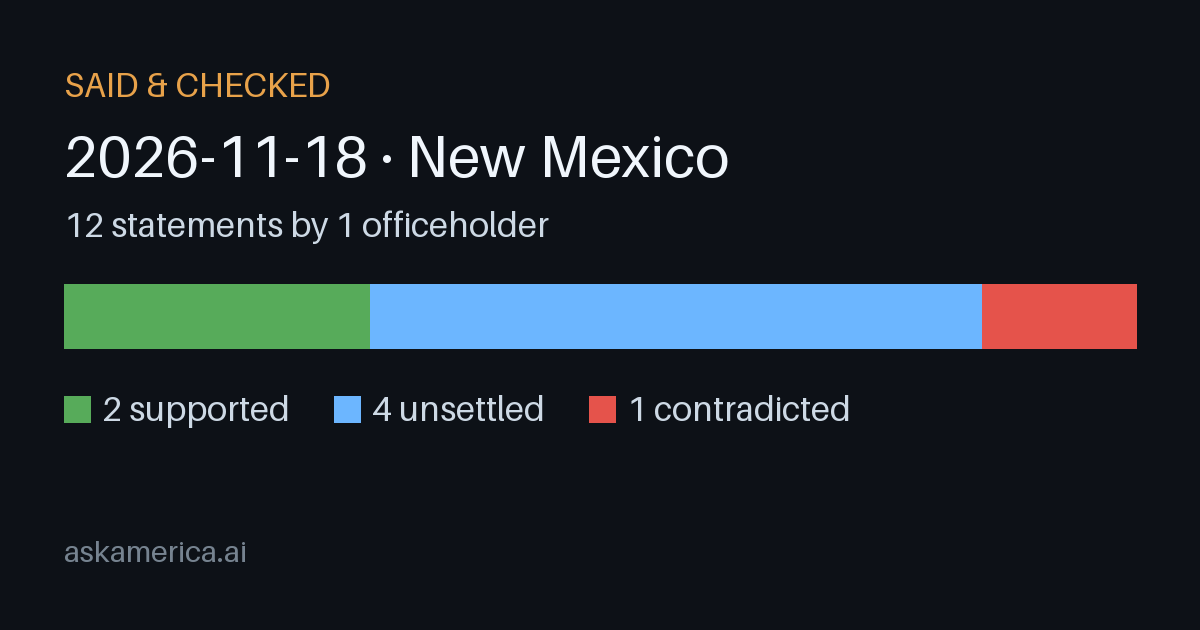 SAID & CHECKED
2026-11-18 · New Mexico
12 statements by 1 officeholder
2 supported 4 unsettled 1 contradicted
askamerica.ai